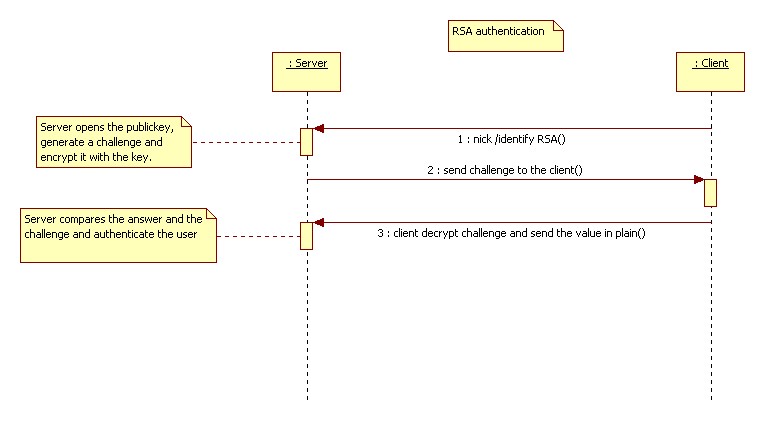 RSA authentication
: Server
: Client
Server opens the publickey,
generate a challenge and
encrypt it with the key.
1 : nick /identify RSA()
2 : send challenge to the client()
Server compares the answer and the
challenge and authenticate the user
3 : client decrypt challenge and send the value in plain()